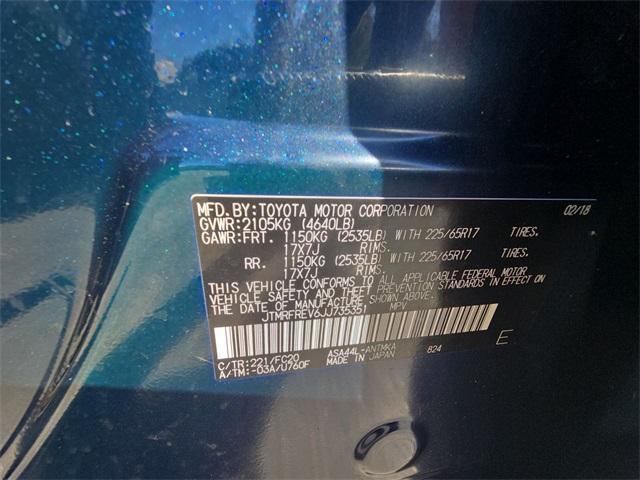 MFD. BY: TOYOTA MOTOR CORPORATION 02/18
GVWR: 2105KG (4640LB)
GAWR: FRT. 1150KG (2535LB) WITH 225/65R17 TIRES.
17X7J RIMS.
RR. 1150KG (2535LB) WITH 225/65R17 TIRES.
17X7J RIMS.
THIS VEHICLE CONFORMS TO ALL APPLICABLE FEDERAL MOTOR
VEHICLE SAFETY AND THEFT PREVENTION STANDARDS IN EFFECT ON
THE DATE OF MANUFACTURE SHOWN ABOVE.
JTMRFREV6JJ735351 MPV
E
C/TR: 221/FC20 ASA44L-ANTMKA 824
A/TM: -03A/U760F MADE IN JAPAN